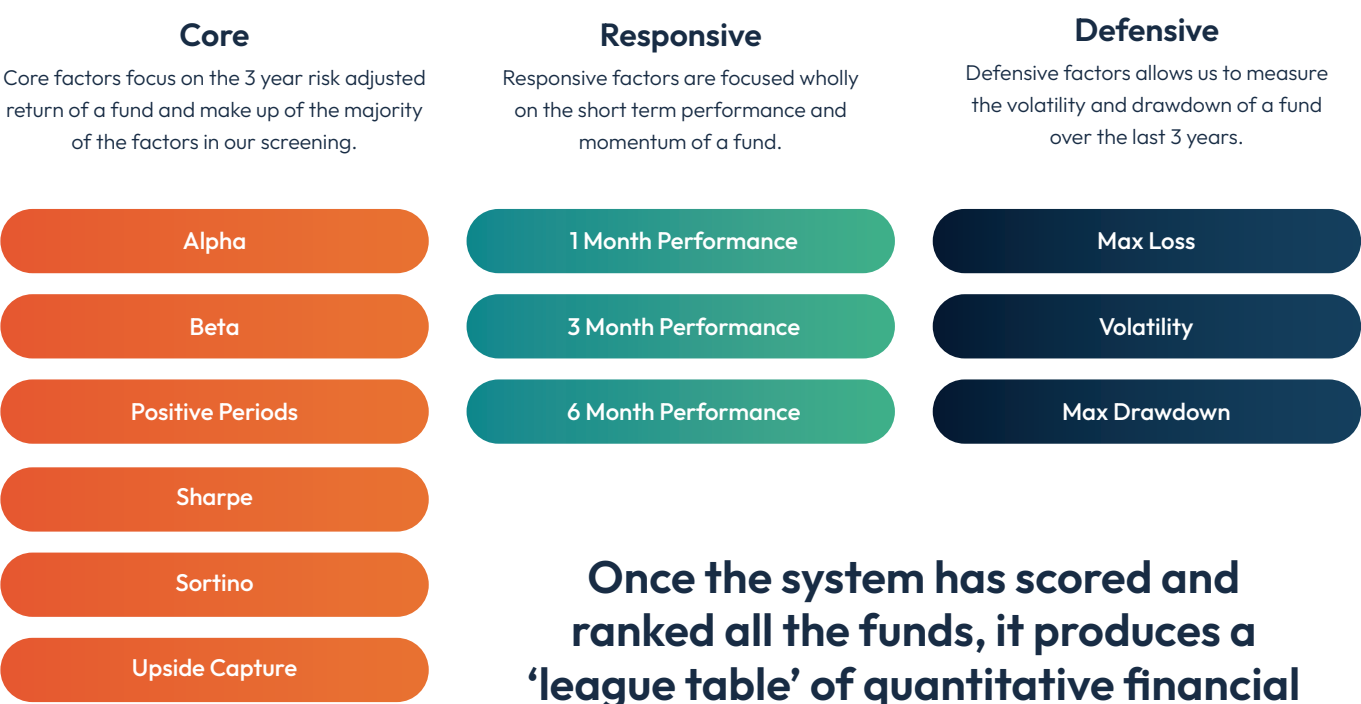 Core
Core factors focus on the 3 year risk adjusted
return of a fund and make up of the majority
of the factors in our screening.
Alpha
Beta
Positive Periods
Sharpe
Sortino
Upside Capture
Responsive
Responsive factors are focused wholly
on the short term performance and
momentum of a fund.
1 Month Performance
3 Month Performance
6 Month Performance
Defensive
Defensive factors allows us to measure
the volatility and drawdown of a fund
over the last 3 years.
Max Loss
Volatility
Max Drawdown
Once the system has scored and
ranked all the funds, it produces a
‘league table’ of quantitative financial